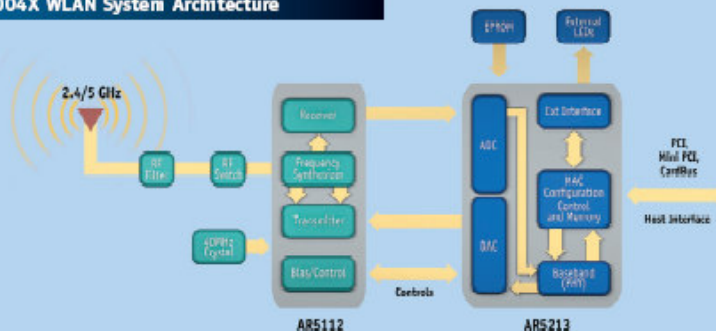 004X WLAN System Architecture
EPROM
External
LEDs
2.4/5 GHz
Receiver
ADC
Ext Interface
RF
Filter
RF
Switch
Frequency
Synthesizer
MAC
Configuration
Control
and Memory
PCI,
Mini PCI,
CardBus
Host Interface
Transmitter
40MHz
Crystal
DAC
Bias/Control
Baseband
(PHY)
Controls
AR5112
AR5213